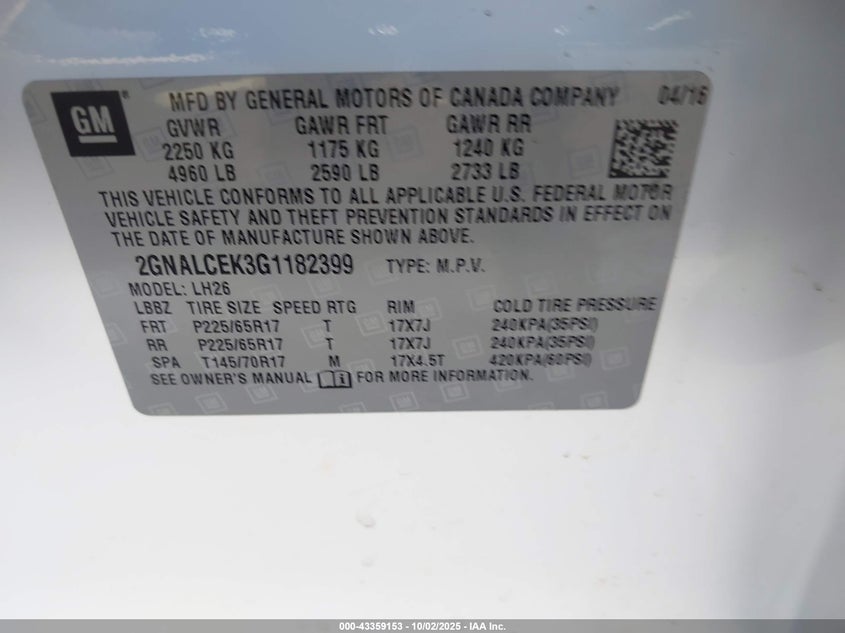 GM ® MFD BY GENERAL MOTORS OF CANADA COMPANY 04/16
GVWR GAWR FRT GAWR RR
2250 KG 1175 KG 1240 KG
4960 LB 2590 LB 2733 LB
THIS VEHICLE CONFORMS TO ALL APPLICABLE U.S. FEDERAL MOTOR
VEHICLE SAFETY AND THEFT PREVENTION STANDARDS IN EFFECT ON
THE DATE OF MANUFACTURE SHOWN ABOVE.
2GNALCEK3G1182399 TYPE: M.P.V.
MODEL: LH26
LBBZ TIRE SIZE SPEED RTG RIM COLD TIRE PRESSURE
FRT P225/65R17 T 17X7J 240KPA(35PSI)
RR P225/65R17 T 17X7J 240KPA(35PSI)
SPA T145/70R17 M 17X4.5T 420KPA(60PSI)
SEE OWNER'S MANUAL FOR MORE INFORMATION.
000-43359153 - 10/02/2025 - IAA Inc.